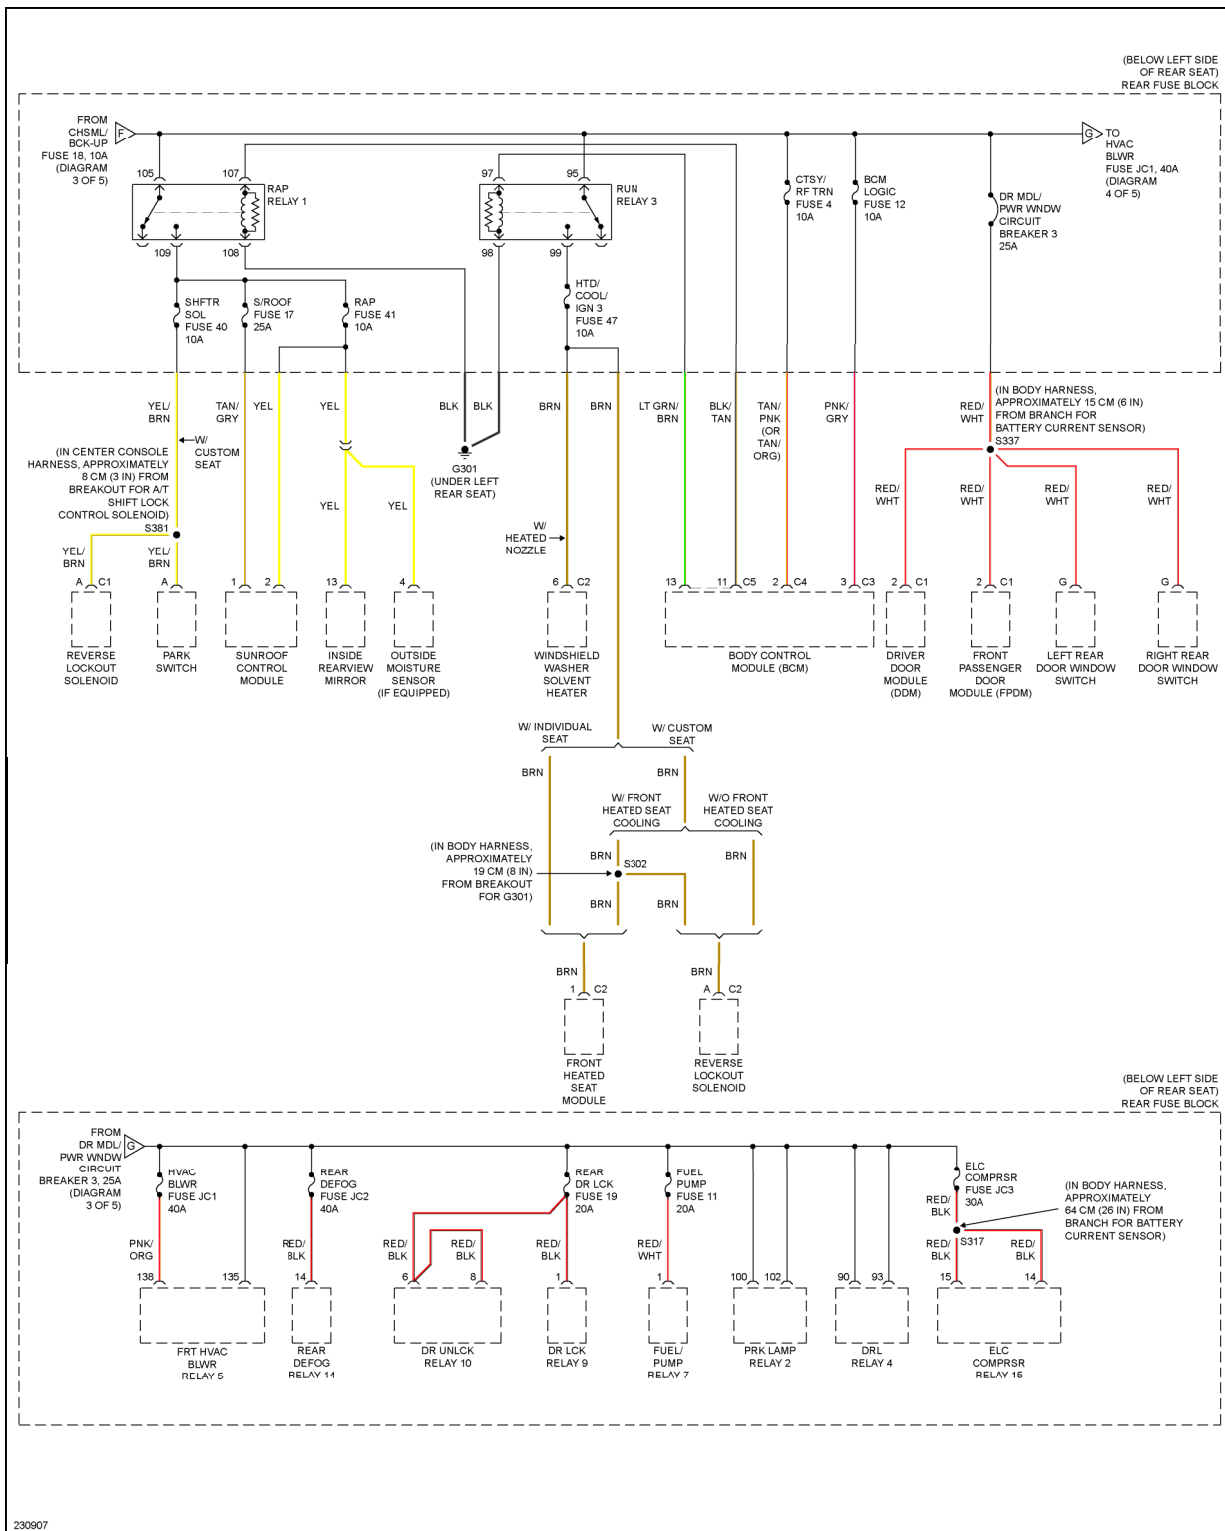 (BELOW LEFT SIDE
OF REAR SEAT)
REAR FUSE BLOCK
FROM
CHSML/
BCK-UP
FUSE 18, 10A
(DIAGRAM
3 OF 5)
F
G
TO
HVAC
BLWR
FUSE JC1, 40A
(DIAGRAM
4 OF 5)
105
107
RAP
RELAY 1
109
108
97
95
RUN
RELAY 3
98
99
CTSY/
RF TRN
FUSE 4
10A
BCM
LOGIC
FUSE 12
10A
DR MDL/
PWR WNDW
CIRCUIT
BREAKER 3
25A
SHFTR
SOL
FUSE 40
10A
S/ROOF
FUSE 17
25A
RAP
FUSE 41
10A
HTD/
COOL/
IGN 3
FUSE 47
10A
YEL/
BRN
TAN/
GRY
YEL
YEL
BLK
BLK
BRN
BRN
LT GRN/
BRN
BLK/
TAN
TAN/
PNK
(OR
TAN/
ORG)
PNK/
GRY
RED/
WHT
(IN BODY HARNESS,
APPROXIMATELY 15 CM (6 IN)
FROM BRANCH FOR
BATTERY CURRENT SENSOR)
S337
W/
CUSTOM
SEAT
(IN CENTER CONSOLE
HARNESS, APPROXIMATELY
8 CM (3 IN) FROM
BREAKOUT FOR A/T
SHIFT LOCK
CONTROL SOLENOID)
S381
G301
(UNDER LEFT
REAR SEAT)
YEL
YEL
W/
HEATED
NOZZLE
RED/
WHT
RED/
WHT
RED/
WHT
RED/
WHT
YEL/
BRN
YEL/
BRN
A C1
A
1
2
13
4
6 C2
13
11 C5
2 C4
3 C3
2 C1
2 C1
G
G
REVERSE
LOCKOUT
SOLENOID
PARK
SWITCH
SUNROOF
CONTROL
MODULE
INSIDE
REARVIEW
MIRROR
OUTSIDE
MOISTURE
SENSOR
(IF EQUIPPED)
WINDSHIELD
WASHER
SOLVENT
HEATER
BODY CONTROL
MODULE (BCM)
DRIVER
DOOR
MODULE
(DDM)
FRONT
PASSENGER
DOOR
MODULE (FPDM)
LEFT REAR
DOOR WINDOW
SWITCH
RIGHT REAR
DOOR WINDOW
SWITCH
W/ INDIVIDUAL
SEAT
W/ CUSTOM
SEAT
BRN
BRN
W/ FRONT
HEATED SEAT
COOLING
W/O FRONT
HEATED SEAT
COOLING
(IN BODY HARNESS,
APPROXIMATELY
19 CM (8 IN)
FROM BREAKOUT
FOR G301)
BRN
S302
BRN
BRN
BRN
BRN
BRN
1 C2
A C2
FRONT
HEATED
SEAT
MODULE
REVERSE
LOCKOUT
SOLENOID
(BELOW LEFT SIDE
OF REAR SEAT)
REAR FUSE BLOCK
FROM
DR MDL/
PWR WNDW
CIRCUIT
BREAKER 3, 25A
(DIAGRAM
3 OF 5)
G
HVAC
BLWR
FUSE JC1
40A
REAR
DEFOG
FUSE JC2
40A
REAR
DR LCK
FUSE 19
20A
FUEL
PUMP
FUSE 11
20A
ELC
COMPRSR
FUSE JC3
30A
RED/
BLK
(IN BODY HARNESS,
APPROXIMATELY
64 CM (26 IN) FROM
BRANCH FOR BATTERY
CURRENT SENSOR)
S317
PNK/
ORG
RED/
BLK
RED/
BLK
RED/
BLK
RED/
BLK
RED/
WHT
RED/
BLK
RED/
BLK
138
135
14
6
8
1
1
100
102
90
93
15
14
FRT HVAC
BLWR
RELAY 5
REAR
DEFOG
RELAY 14
DR UNLCK
RELAY 10
DR LCK
RELAY 9
FUEL/
PUMP
RELAY 7
PRK LAMP
RELAY 2
DRL
RELAY 4
ELC
COMPRSR
RELAY 15
230907